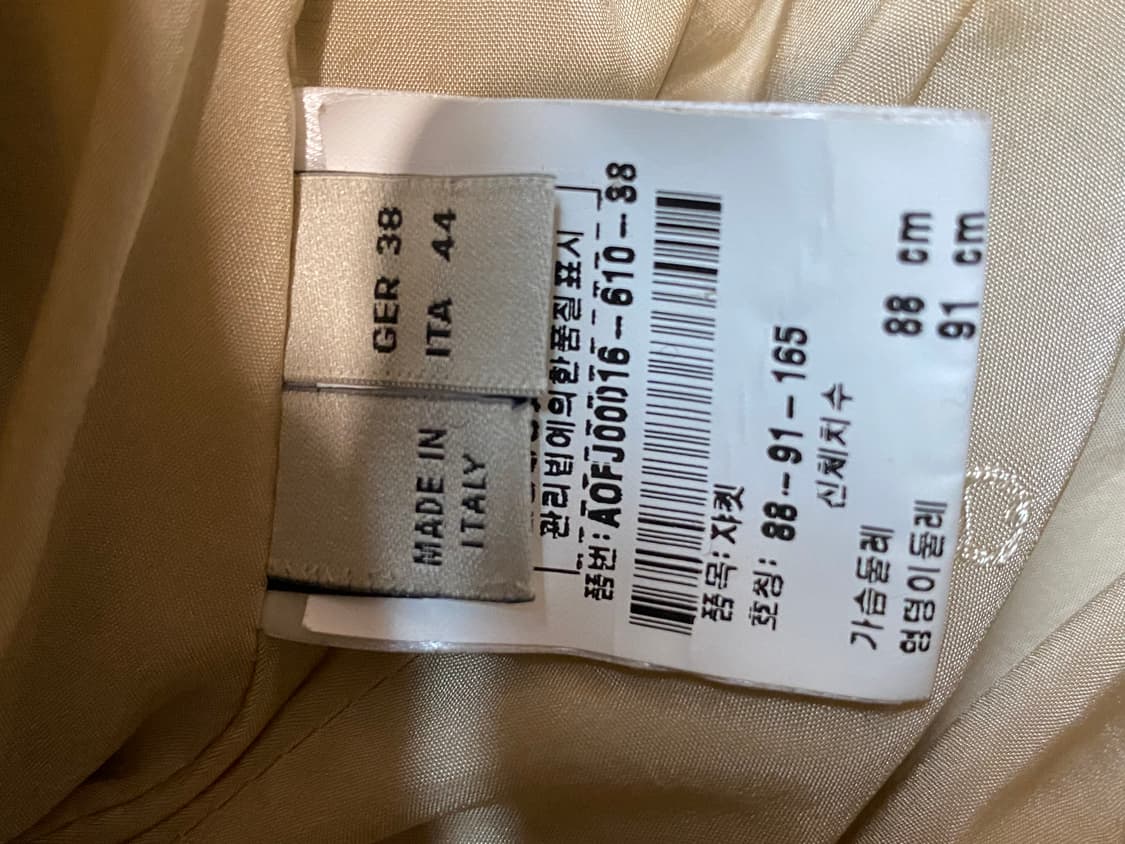 GER 38
ITA 44
MADE IN
ITALY
관리법에의한품질표시
품번: AOFJ0016-610-88
품목: 자켓
호칭: 88-91-165
신체치수
가슴둘레 88 cm
엉덩이둘레 91 cm